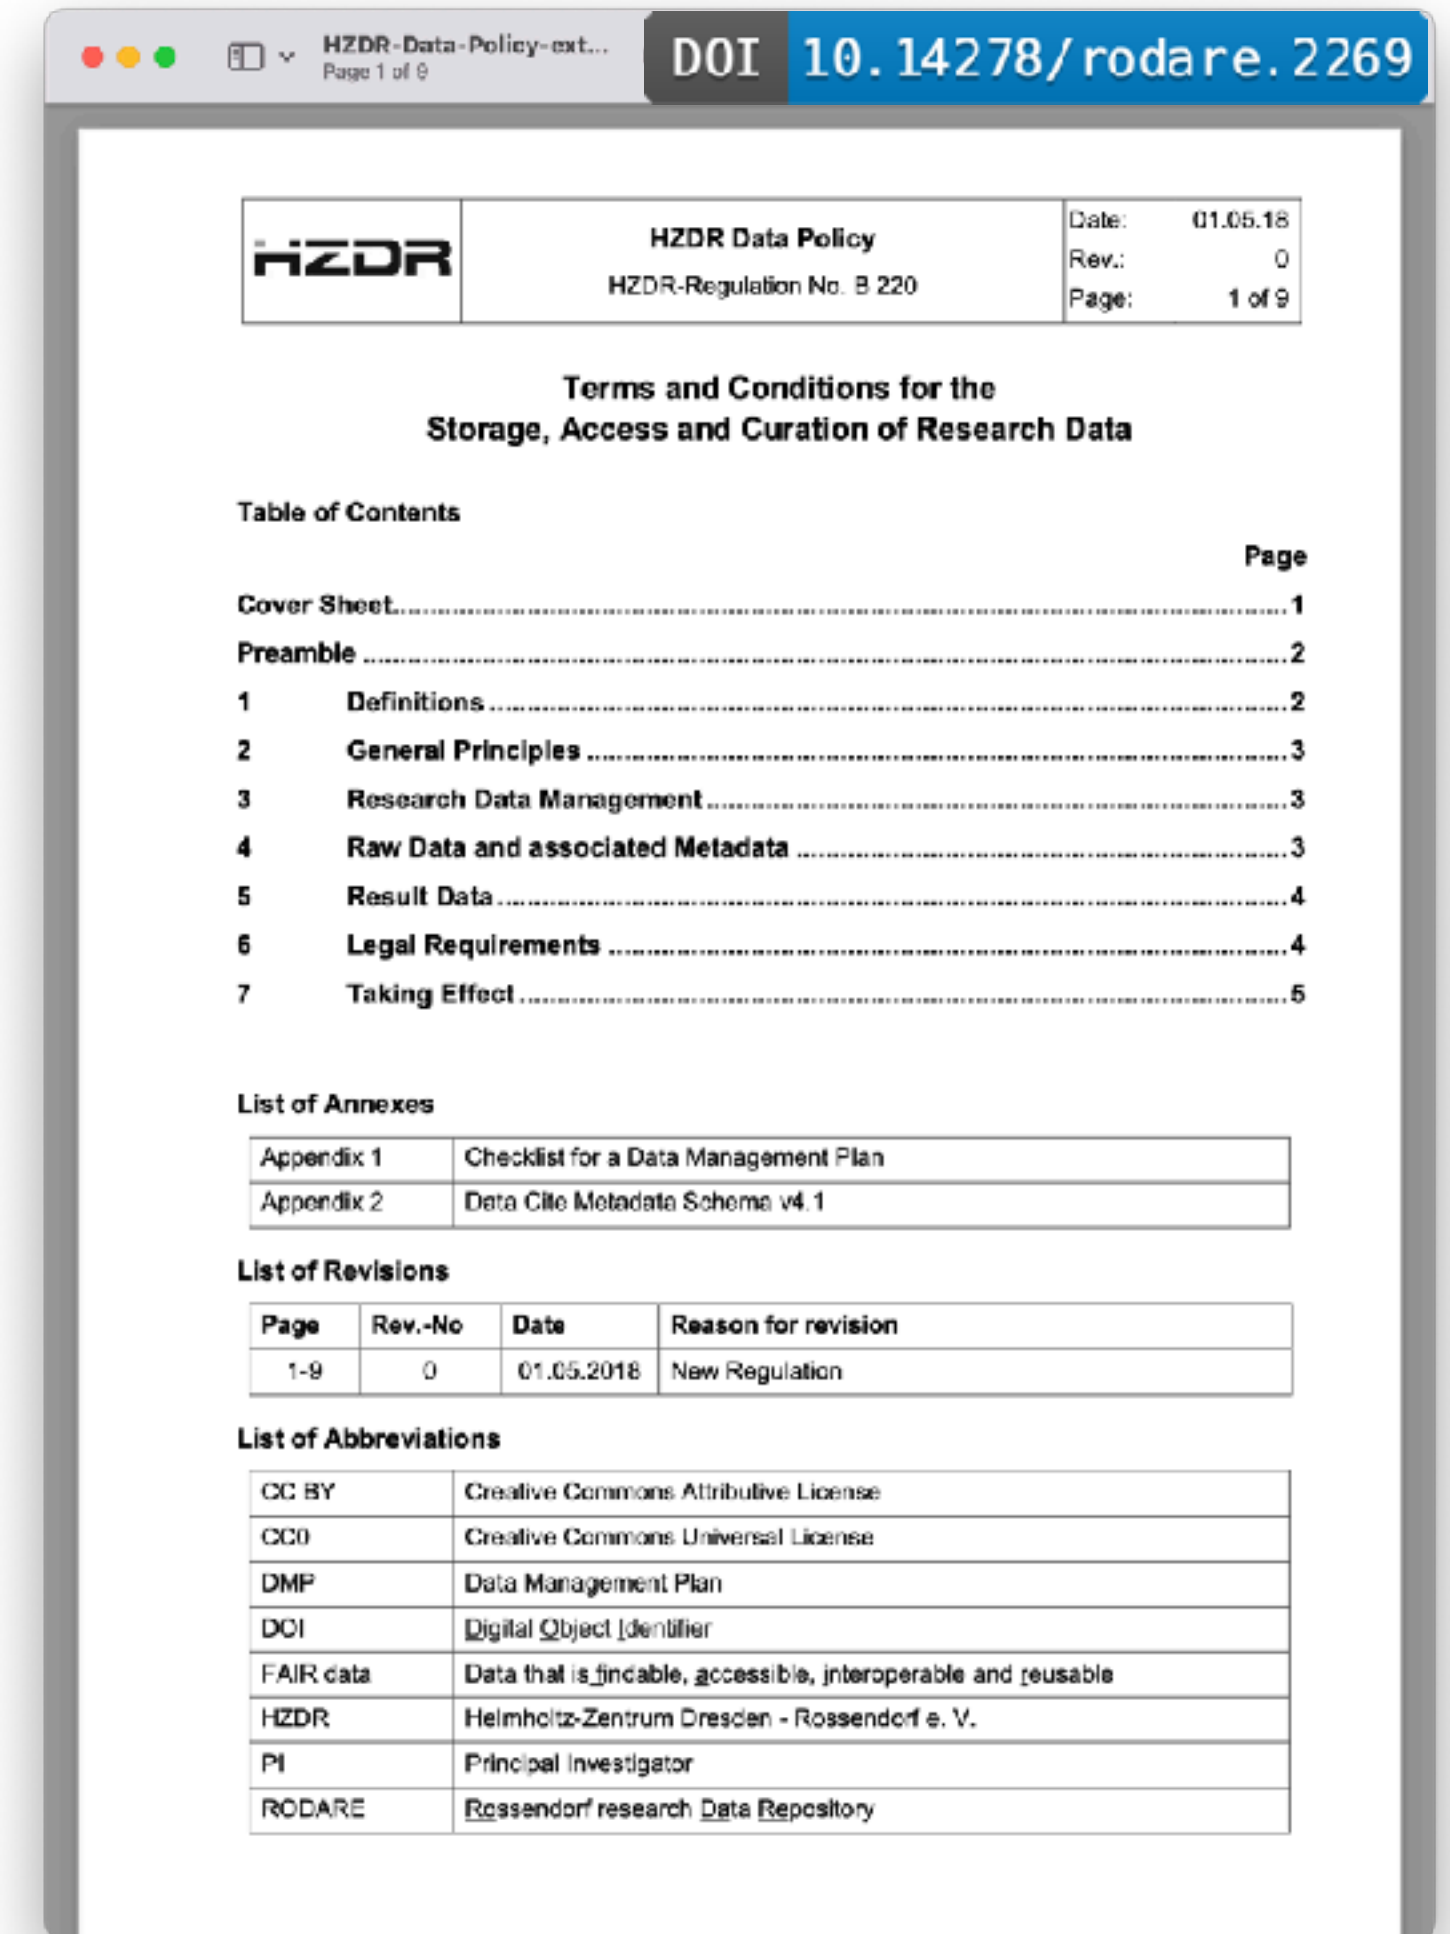 HZDR-Data-Policy-ext...
Page 1 of 9
DOI 10.14278/rodare.2269
HZDR
HZDR Data Policy
HZDR-Regulation No. B 220
Date: 01.05.18
Rev.: 0
Page: 1 of 9
Terms and Conditions for the
Storage, Access and Curation of Research Data
Table of Contents
Page
Cover Sheet 1
Preamble 2
1 Definitions 2
2 General Principles 3
3 Research Data Management 3
4 Raw Data and associated Metadata 3
5 Result Data 4
6 Legal Requirements 4
7 Taking Effect 5
List of Annexes
Appendix 1 Checklist for a Data Management Plan
Appendix 2 Data Cite Metadata Schema v4.1
List of Revisions
Page Rev.-No Date Reason for revision
1-9 0 01.05.2018 New Regulation
List of Abbreviations
CC BY Creative Commons Attributive License
CC0 Creative Commons Universal License
DMP Data Management Plan
DOI Digital Object Identifier
FAIR data Data that is findable, accessible, interoperable and reusable
HZDR Helmholtz-Zentrum Dresden - Rossendorf e. V.
PI Principal Investigator
RODARE Rossendorf research Data Repository